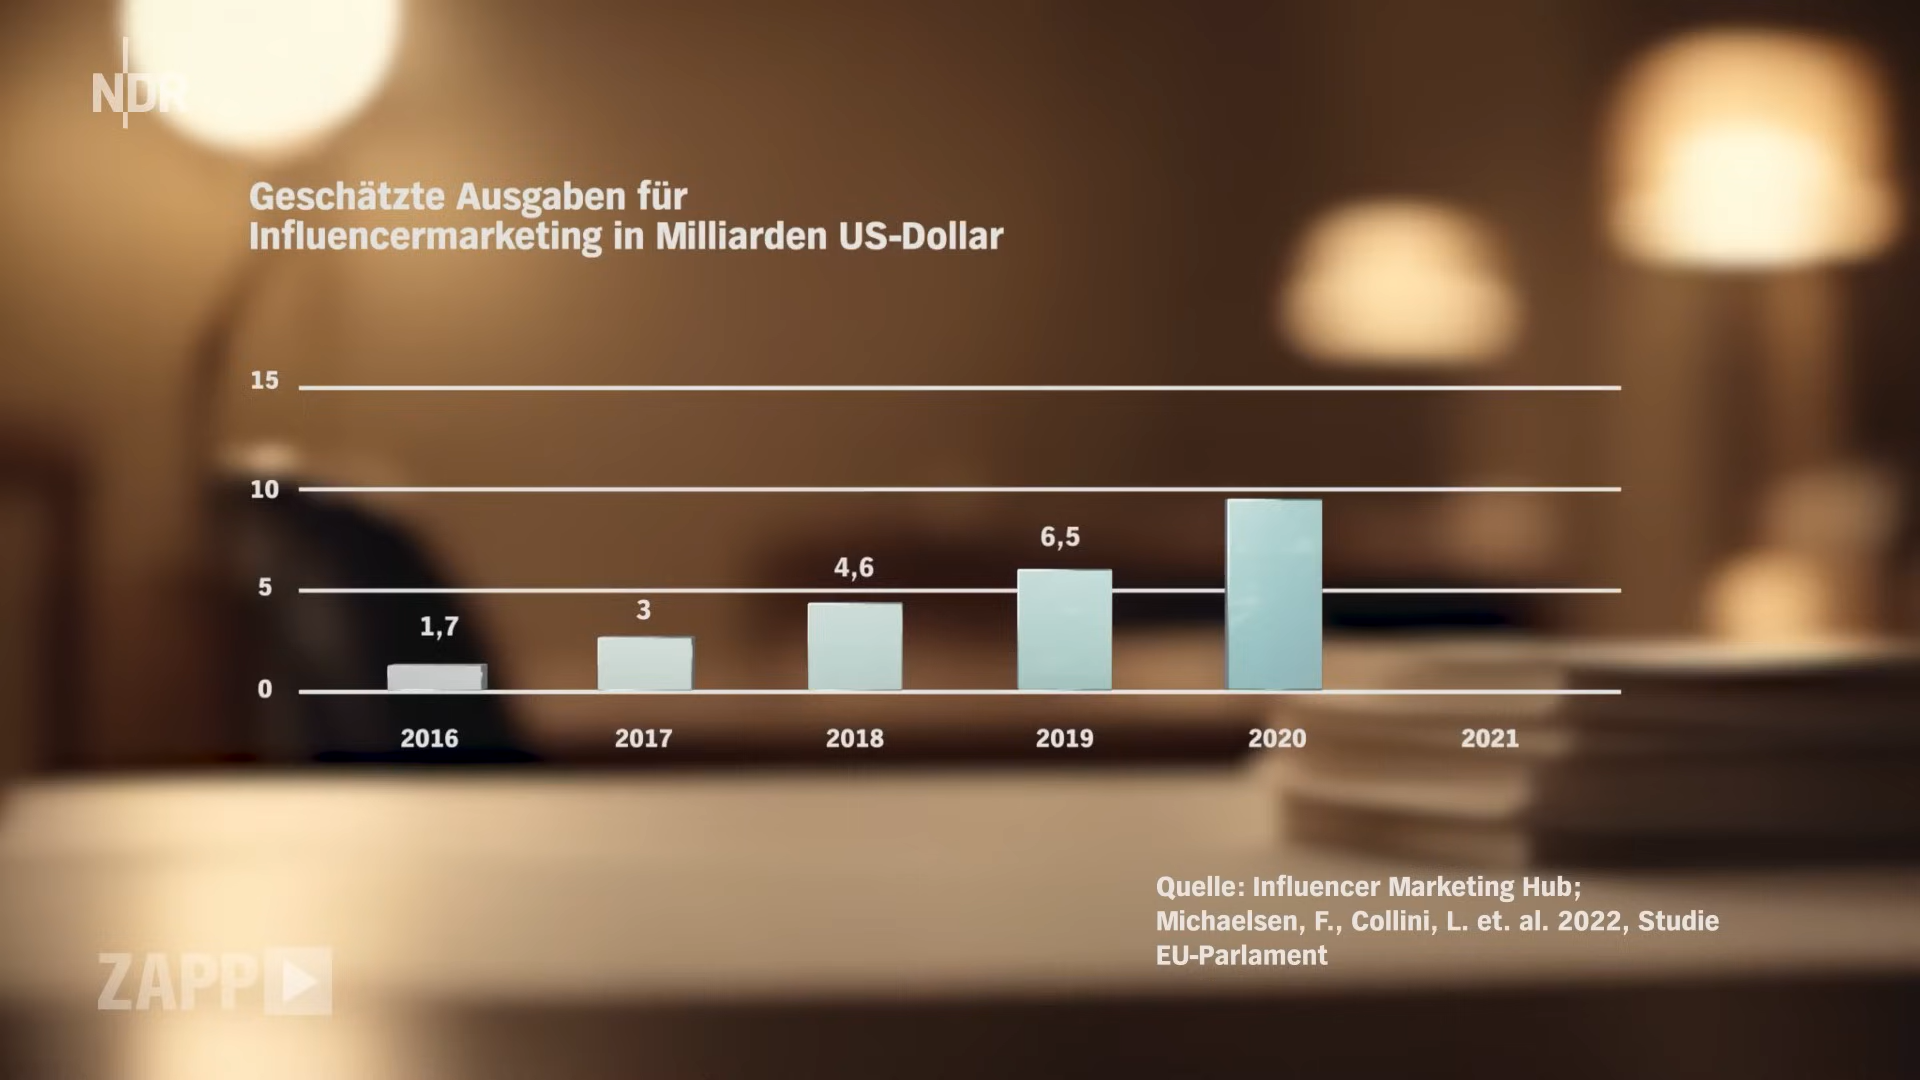 NDR
Geschätzte Ausgaben für
Influencermarketing in Milliarden US-Dollar
15
10
5
0
1,7
3
4,6
6,5
2016
2017
2018
2019
2020
2021
Quelle: Influencer Marketing Hub;
Michaelsen, F., Collini, L. et. al. 2022, Studie
EU-Parlament
ZAPP